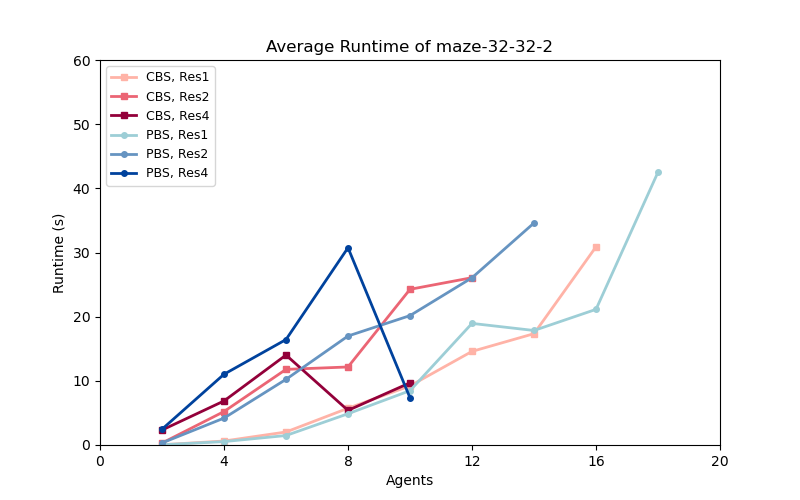 Average Runtime of maze-32-32-2
60
50
40
30
20
10
0
Runtime (s)
CBS, Res1
CBS, Res2
CBS, Res4
PBS, Res1
PBS, Res2
PBS, Res4
0 4 8 12 16 20
Agents